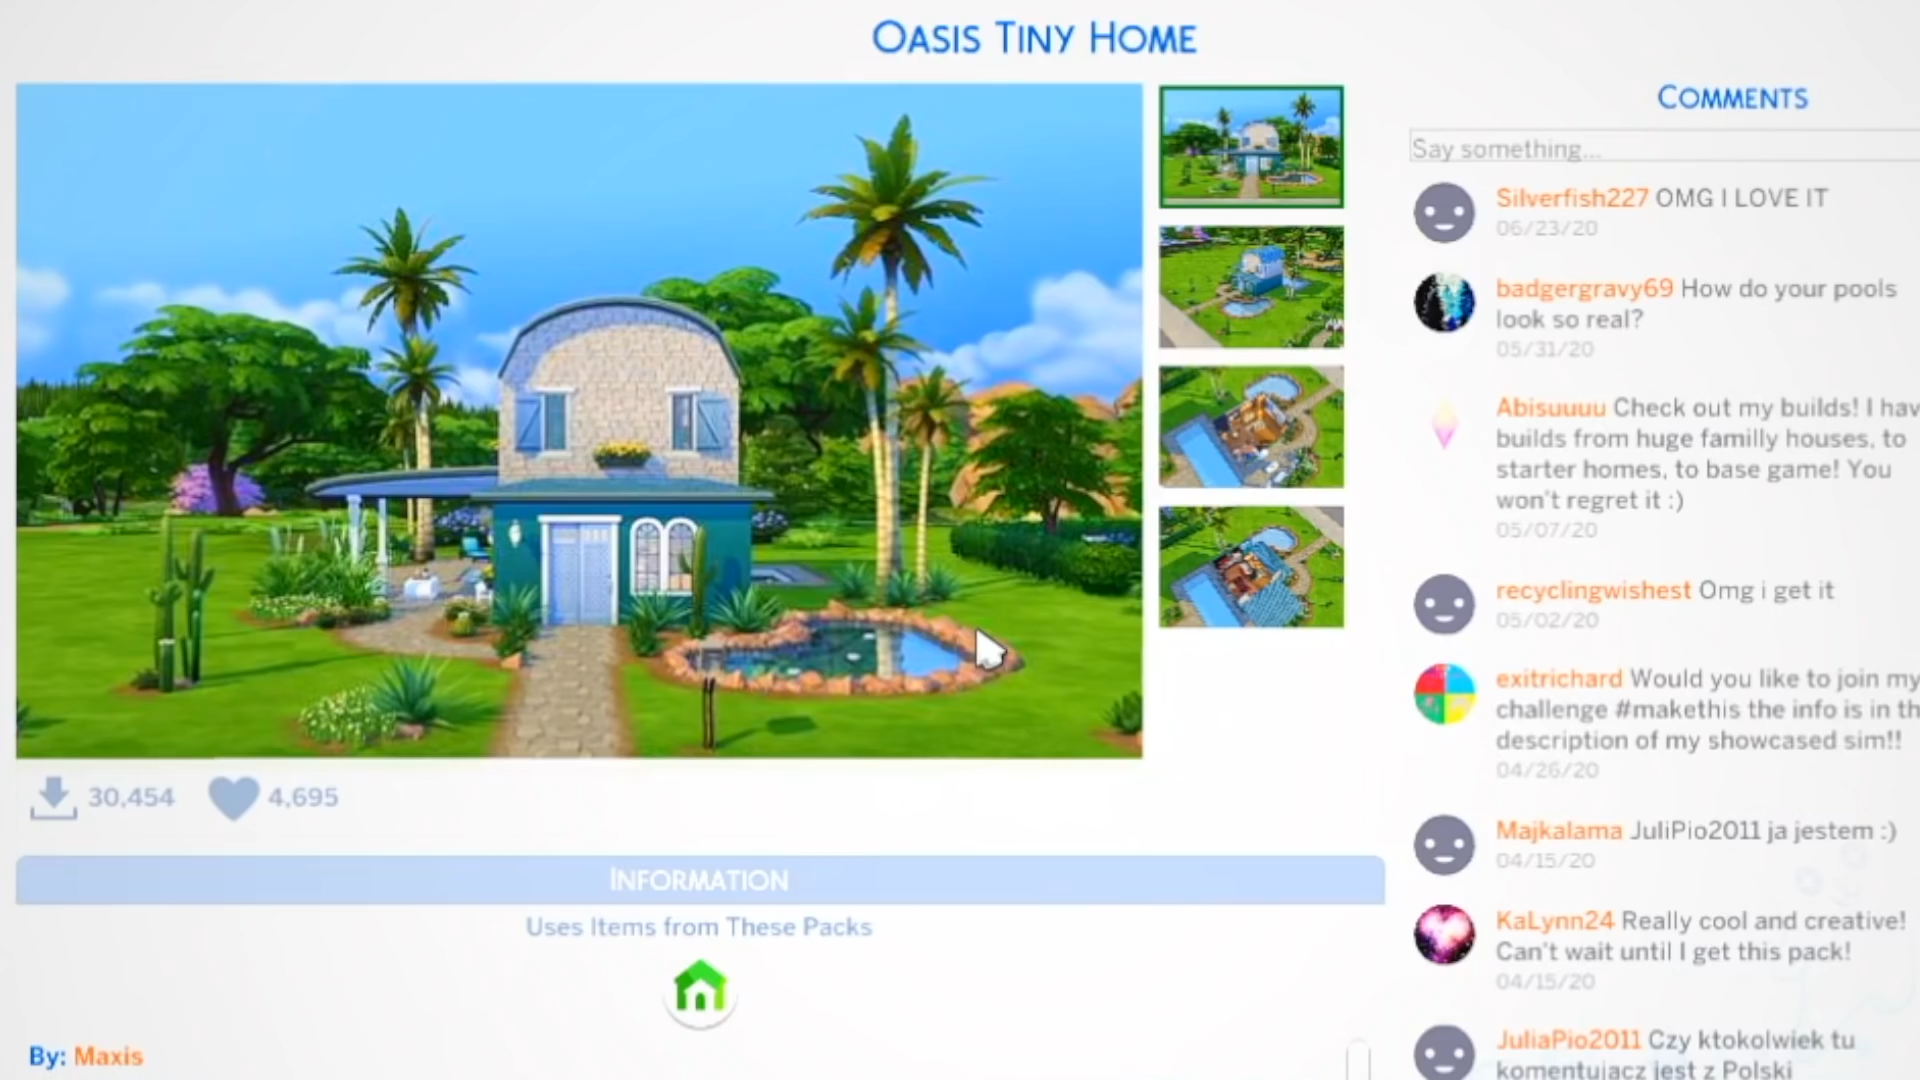 OASIS TINY HOME
COMMENTS
Say something...
Silverfish227 OMG I LOVE IT
06/23/20
badgergravy69 How do your pools
look so real?
05/31/20
Abisuuuu Check out my builds! I hav
builds from huge familly houses, to
starter homes, to base game! You
won't regret it :)
05/07/20
recyclingwishest Omg i get it
05/02/20
exitrichard Would you like to join my
challenge #makethis the info is in th
description of my showcased sim!!
04/26/20
Majkalama JuliPio2011 ja jestem :)
04/15/20
KaLynn24 Really cool and creative!
Can't wait until I get this pack!
04/15/20
JuliaPio2011 Czy ktokolwiek tu
komentujacz jest z Polski
30,454
4,695
INFORMATION
Uses Items from These Packs
By: Maxis